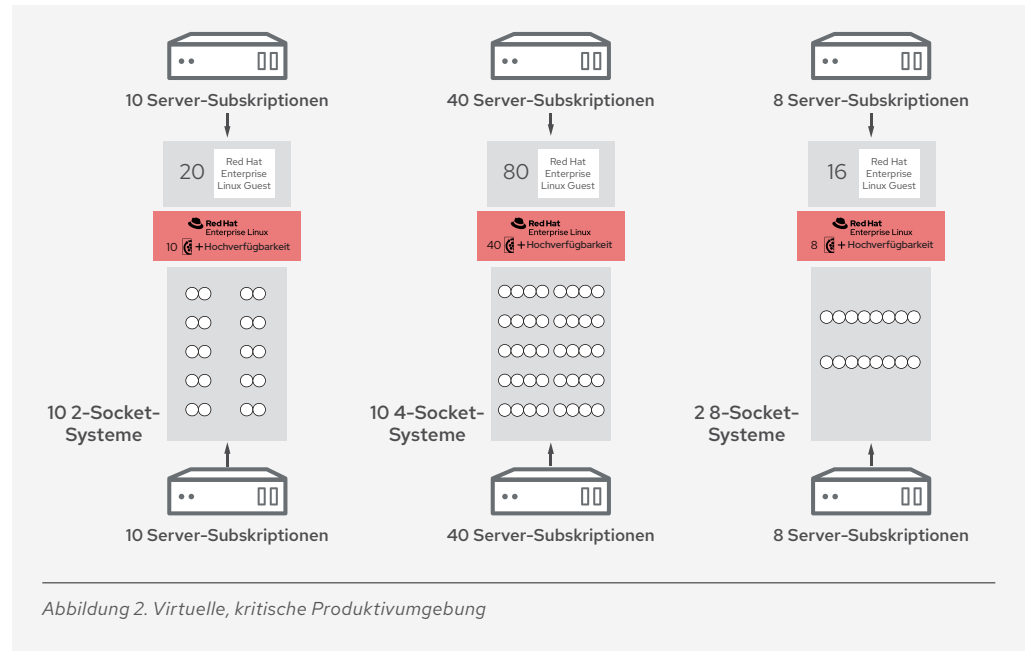 10 Server-Subskriptionen
20
Red Hat
Enterprise
Linux Guest
Red Hat
Enterprise Linux
10 +Hochverfügbarkeit
10 2-Socket-
Systeme
10 Server-Subskriptionen
40 Server-Subskriptionen
80
Red Hat
Enterprise
Linux Guest
Red Hat
Enterprise Linux
40 +Hochverfügbarkeit
10 4-Socket-
Systeme
40 Server-Subskriptionen
8 Server-Subskriptionen
16
Red Hat
Enterprise
Linux Guest
Red Hat
Enterprise Linux
8 +Hochverfügbarkeit
2 8-Socket-
Systeme
8 Server-Subskriptionen
Abbildung 2. Virtuelle, kritische Produktivumgebung